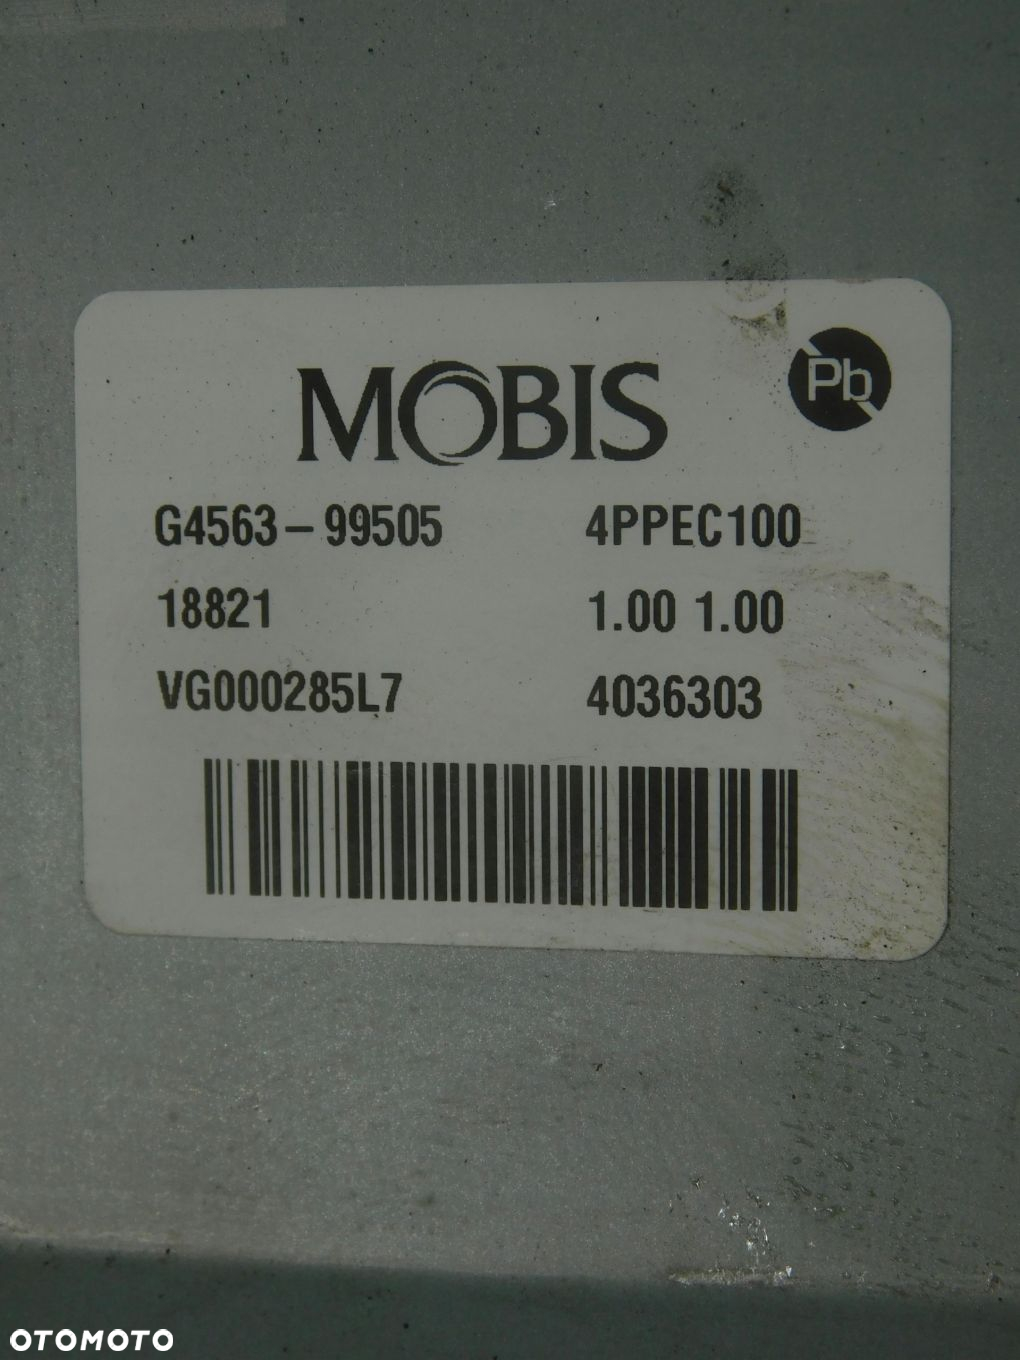 MOBIS
Pb
G4563-99505 4PPEC100
18821 1.00 1.00
VG000285L7 4036303
OTOMOTO